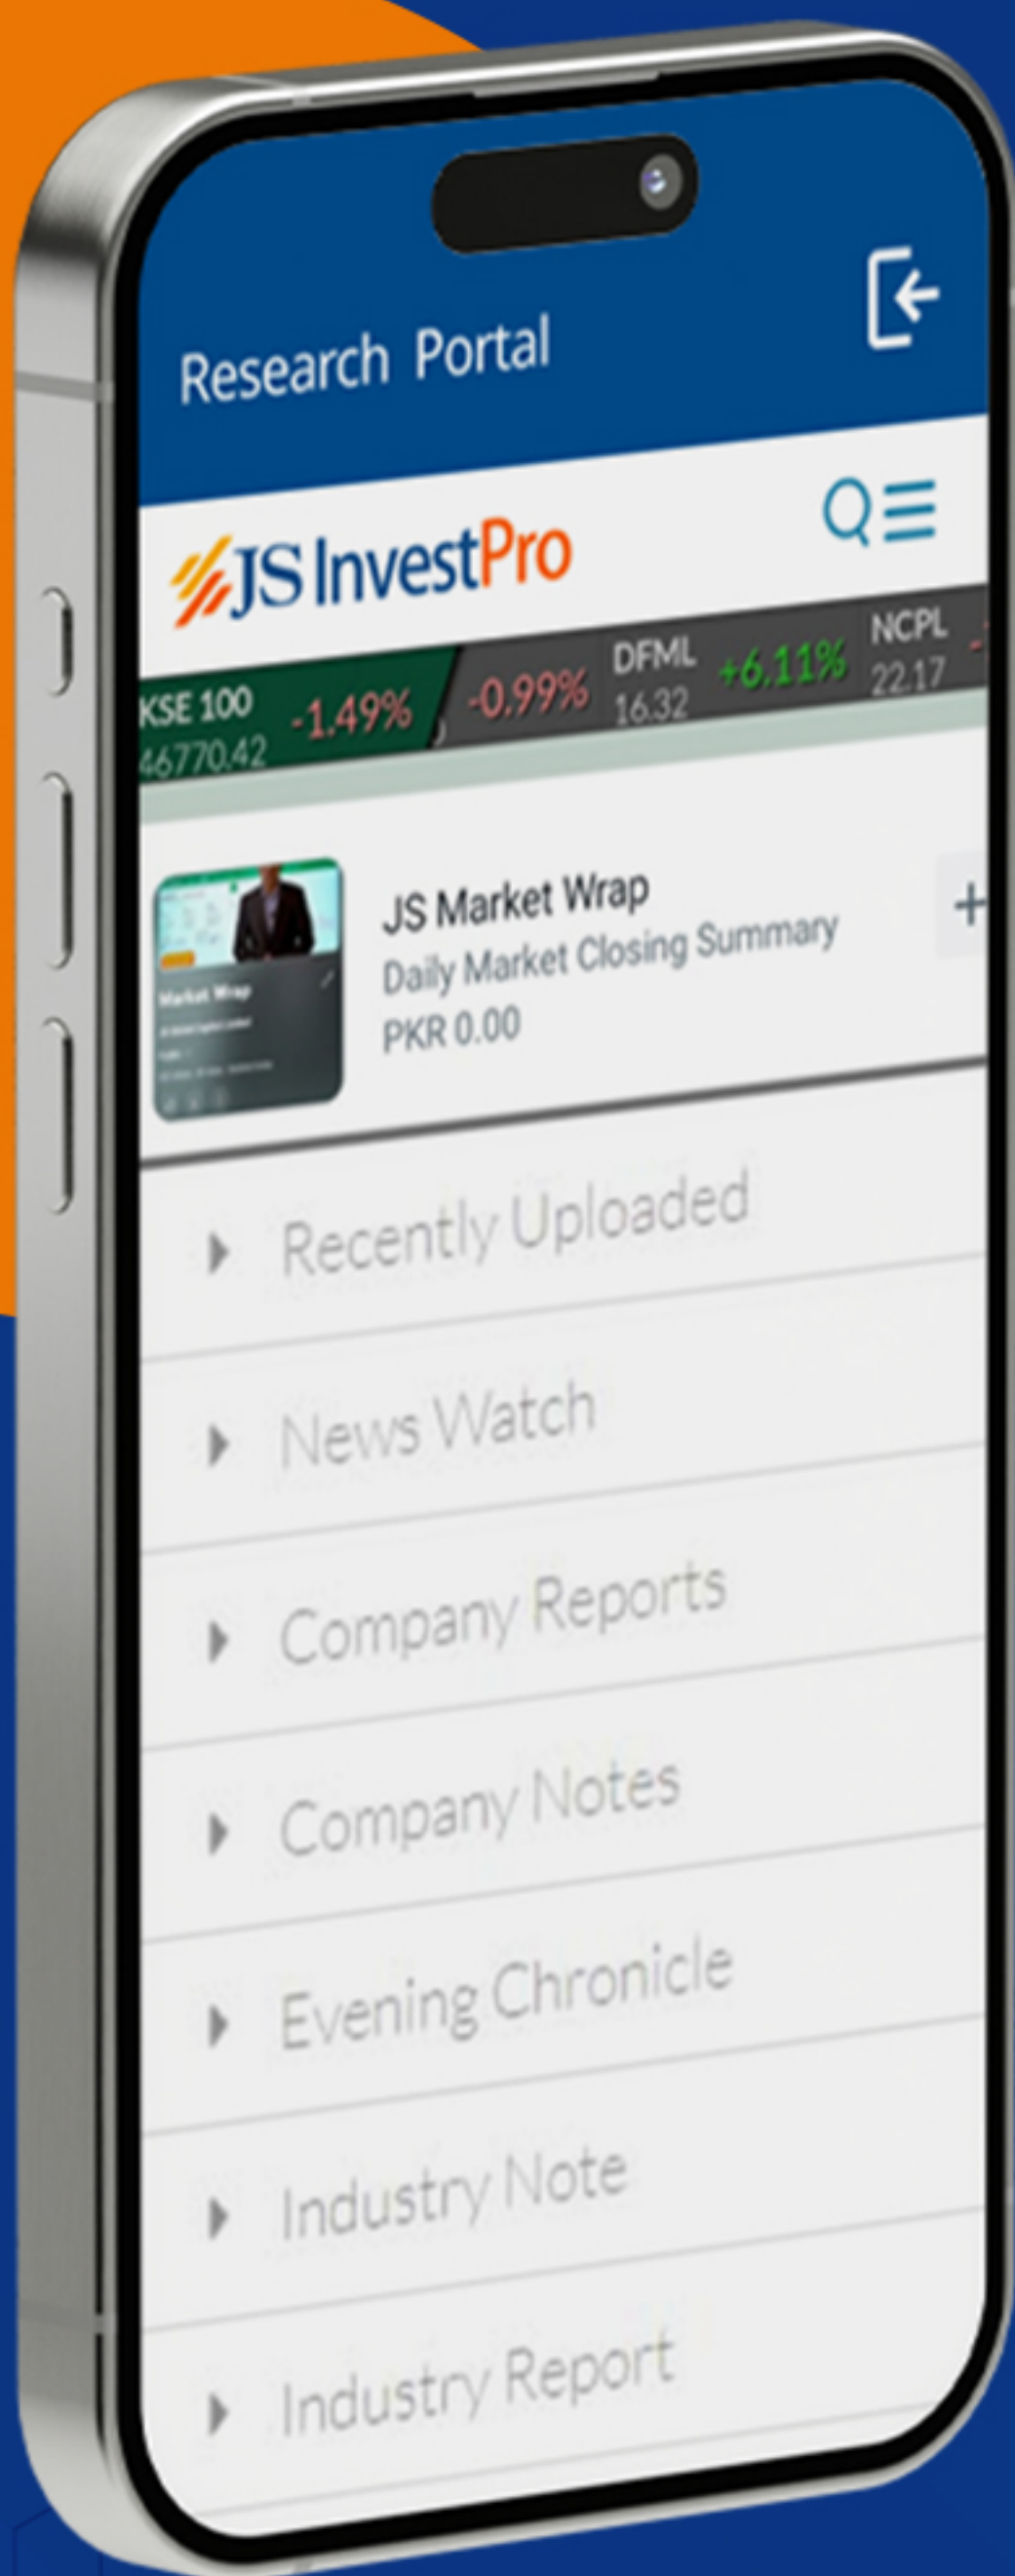 Research Portal
JS InvestPro
KSE 100
46770.42
-1.49%
-0.99%
DFML
16.32
+6.11%
NCPL
22.17
JS Market Wrap
Daily Market Closing Summary
PKR 0.00
Market Wrap
Recently Uploaded
News Watch
Company Reports
Company Notes
Evening Chronicle
Industry Note
Industry Report